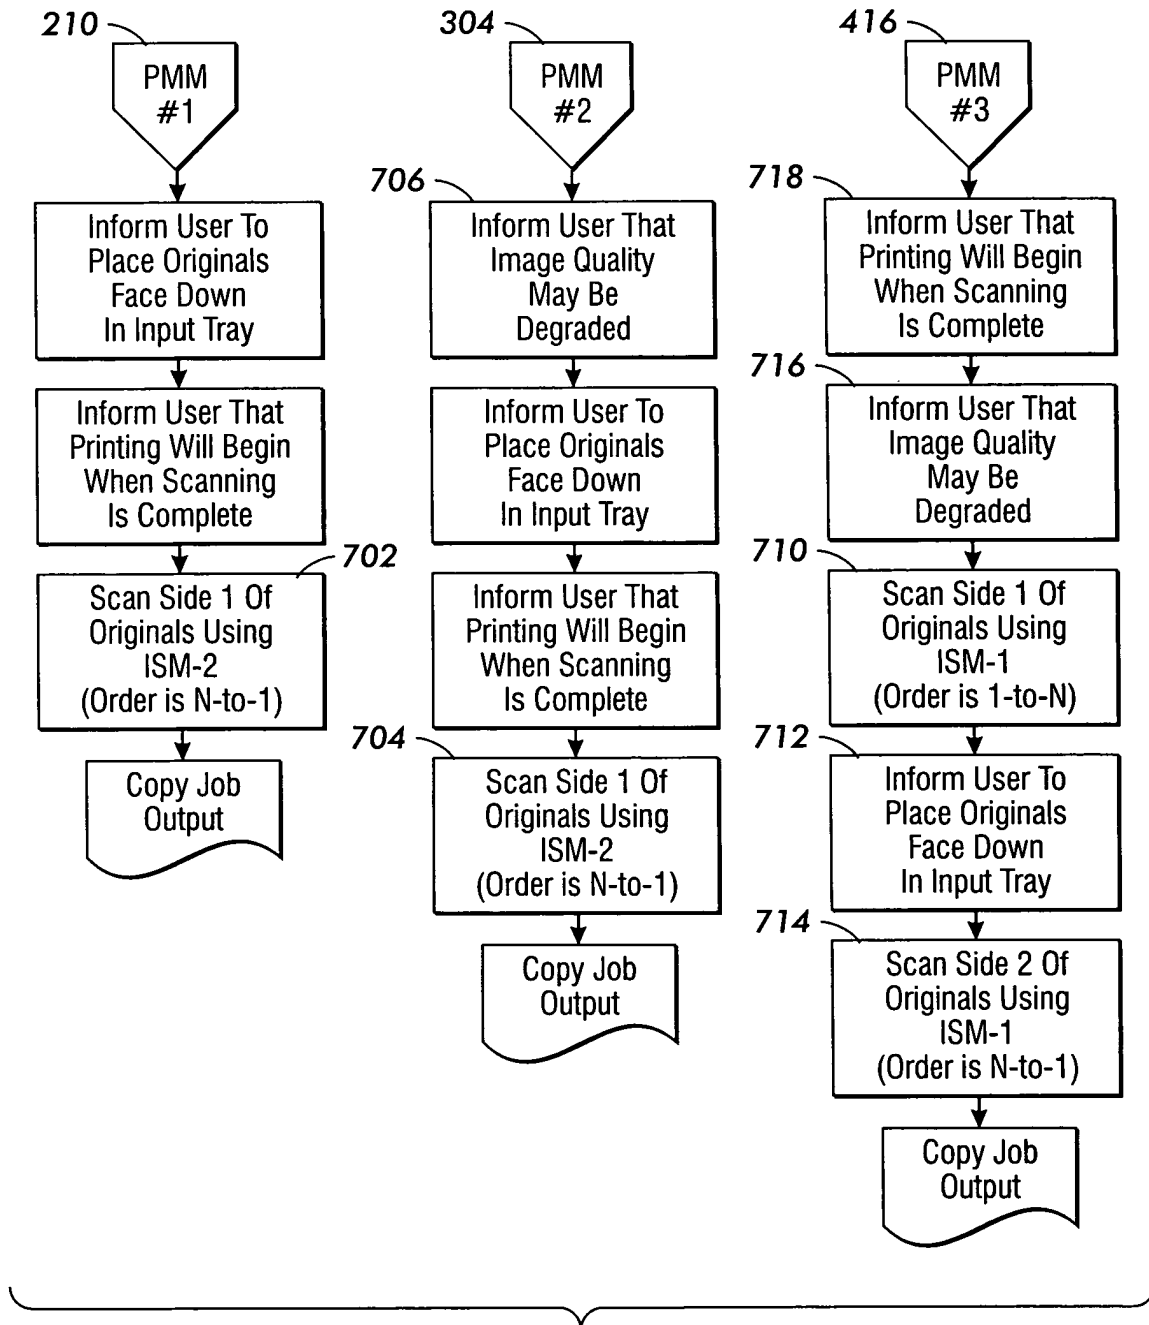 210
PMM
#1
Inform User To
Place Originals
Face Down
In Input Tray
Inform User That
Printing Will Begin
When Scanning
Is Complete
702
Scan Side 1 Of
Originals Using
ISM-2
(Order is N-to-1)
Copy Job
Output
304
PMM
#2
706
Inform User That
Image Quality
May Be
Degraded
Inform User To
Place Originals
Face Down
In Input Tray
Inform User That
Printing Will Begin
When Scanning
Is Complete
704
Scan Side 1 Of
Originals Using
ISM-2
(Order is N-to-1)
Copy Job
Output
416
PMM
#3
718
Inform User That
Printing Will Begin
When Scanning
Is Complete
716
Inform User That
Image Quality
May Be
Degraded
710
Scan Side 1 Of
Originals Using
ISM-1
(Order is 1-to-N)
712
Inform User To
Place Originals
Face Down
In Input Tray
714
Scan Side 2 Of
Originals Using
ISM-1
(Order is N-to-1)
Copy Job
Output